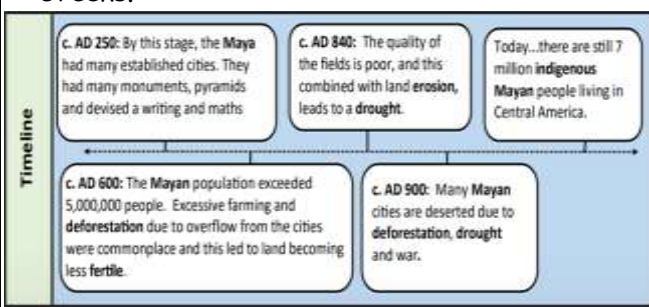 Timeline
c. AD 250: By this stage, the Maya
had many established cities. They
had many monuments, pyramids
and devised a writing and maths
c. AD 840: The quality of
the fields is poor, and this
combined with land erosion,
leads to a drought.
Today...there are still 7
million indigenous
Mayan people living in
Central America.
c. AD 600: The Mayan population exceeded
5,000,000 people. Excessive farming and
deforestation due to overflow from the cities
were commonplace and this led to land becoming
less fertile.
c. AD 900: Many Mayan
cities are deserted due to
deforestation, drought
and war.